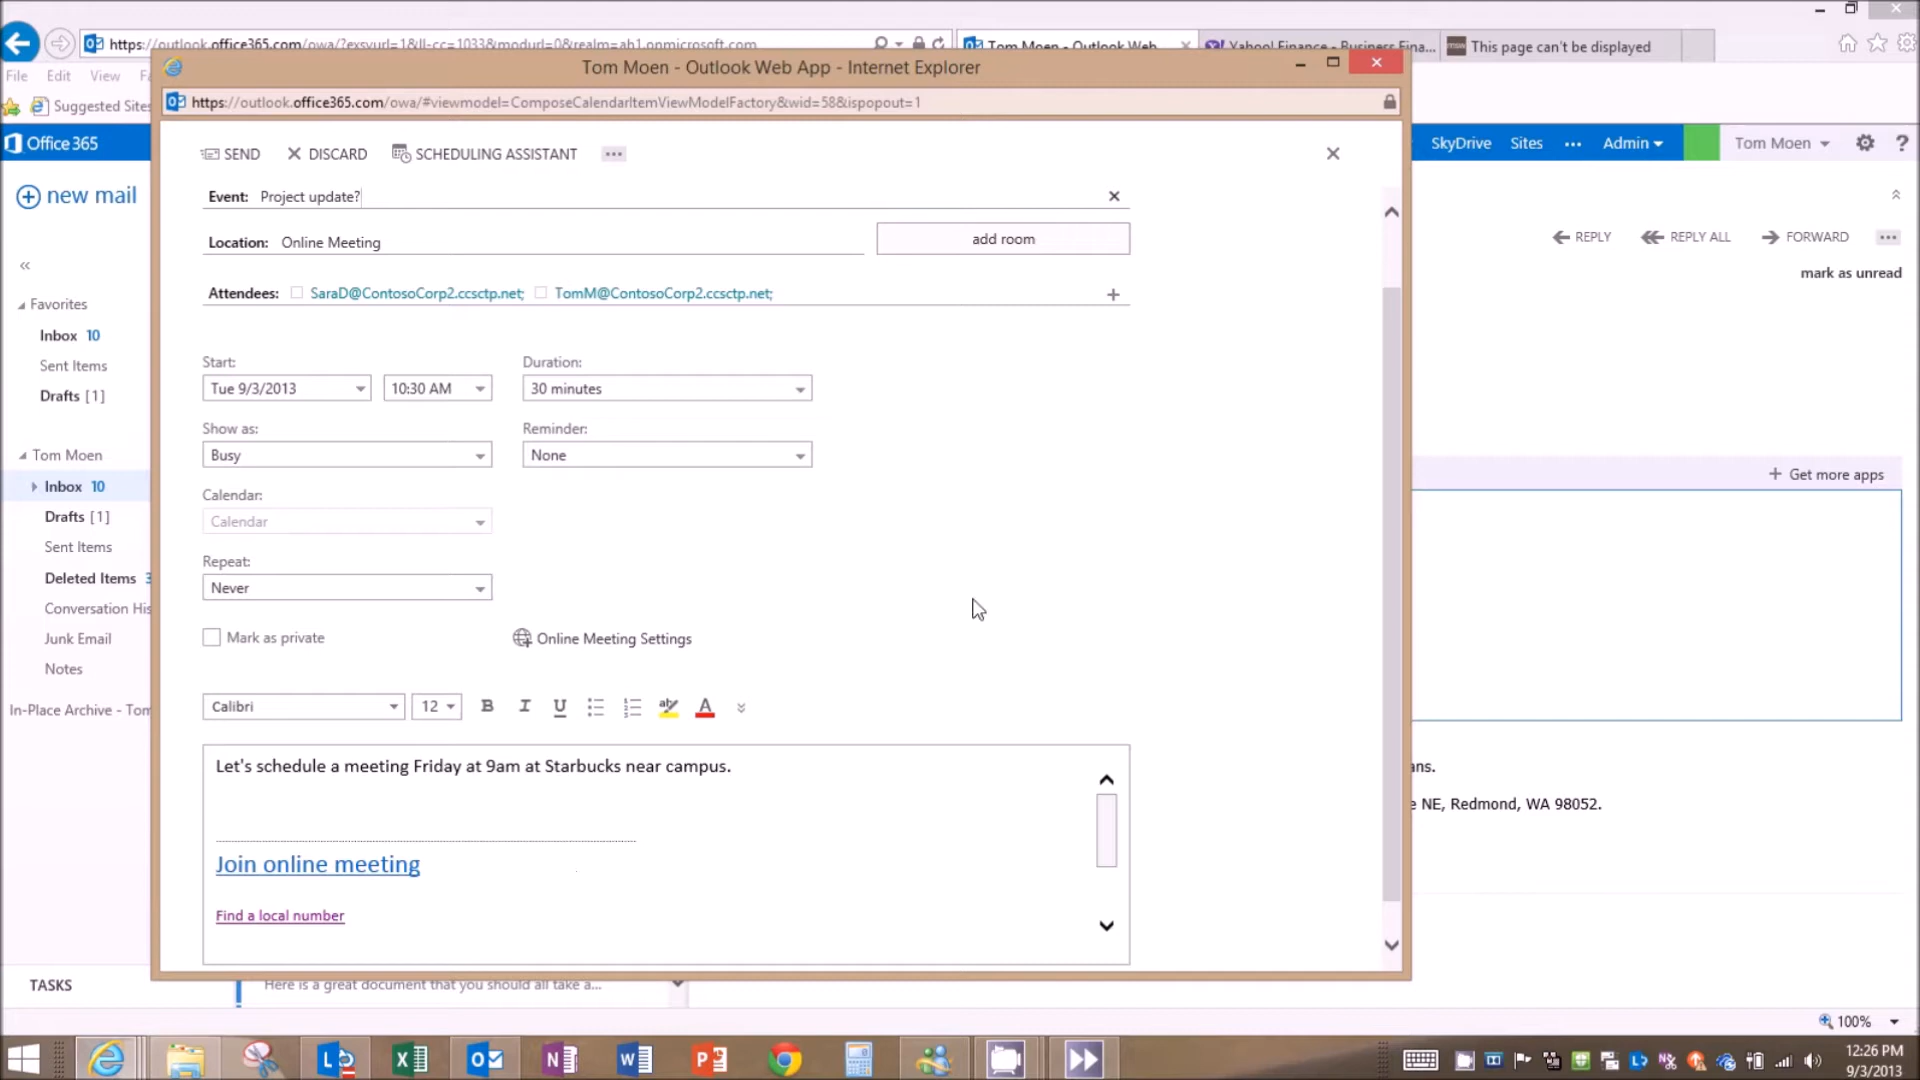 https://outlook.office365.com/owa/?exsvurl=1&ll-cc=1033&modurl=0&realm=ah1.onmicrosoft.com
Tom Moen - Outlook Web
Yahoo! Finance - Business Fina...
This page can't be displayed
File Edit View
Tom Moen - Outlook Web App - Internet Explorer
Suggested Sites
https://outlook.office365.com/owa/#viewmodel=ComposeCalendarItemViewModelFactory&wid=58&ispopout=1
Office 365
SkyDrive Sites ... Admin Tom Moen ?
SEND DISCARD SCHEDULING ASSISTANT ...
new mail
Event: Project update?
Location: Online Meeting
add room
REPLY REPLY ALL FORWARD ...
mark as unread
Attendees: SaraD@ContosoCorp2.ccsctp.net; TomM@ContosoCorp2.ccsctp.net;
Favorites
Inbox 10
Sent Items
Drafts [1]
Start:
Duration:
Tue 9/3/2013
10:30 AM
30 minutes
Show as:
Reminder:
Busy
None
Tom Moen
Inbox 10
Drafts [1]
Sent Items
Deleted Items 3
Conversation His
Junk Email
Notes
In-Place Archive - Tom
Get more apps
Calendar:
Calendar
Repeat:
Never
Mark as private
Online Meeting Settings
Calibri
12
B I U
Let's schedule a meeting Friday at 9am at Starbucks near campus.
Join online meeting
Find a local number
ans.
e NE, Redmond, WA 98052.
TASKS
Here is a great document that you should all take a...
100%
12:26 PM
9/3/2013